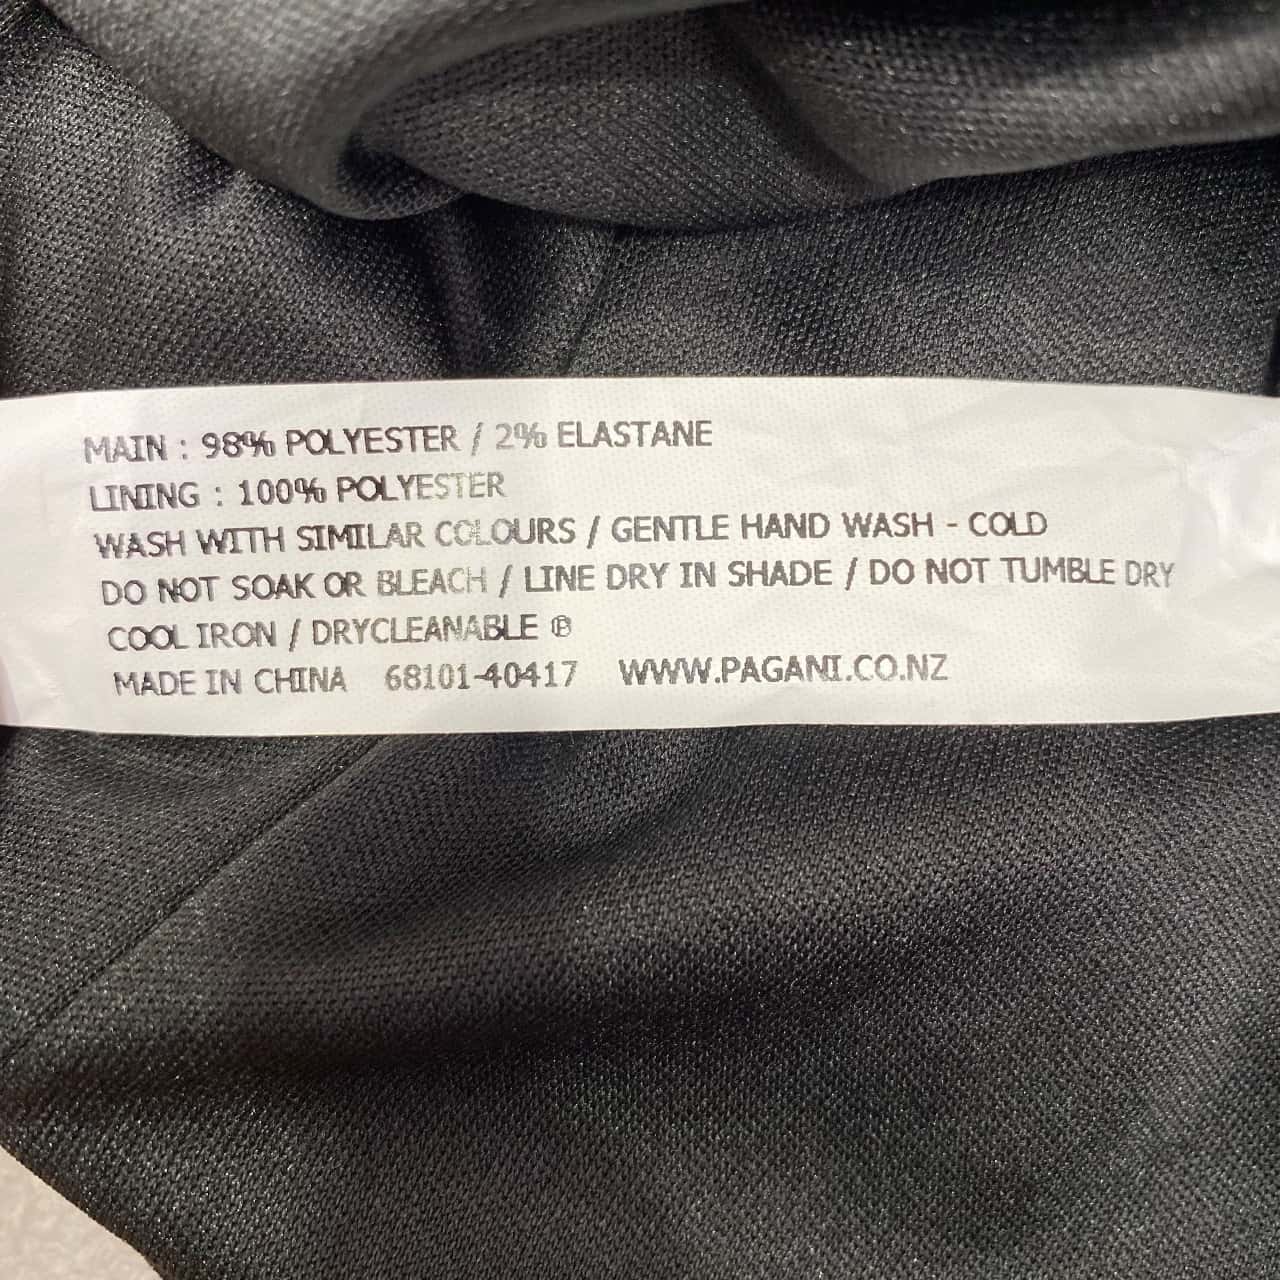 MAIN : 98% POLYESTER / 2% ELASTANE
LINING : 100% POLYESTER
WASH WITH SIMILAR COLOURS / GENTLE HAND WASH - COLD
DO NOT SOAK OR BLEACH / LINE DRY IN SHADE / DO NOT TUMBLE DRY
COOL IRON / DRYCLEANABLE Ⓟ
MADE IN CHINA 68101-40417 WWW.PAGANI.CO.NZ